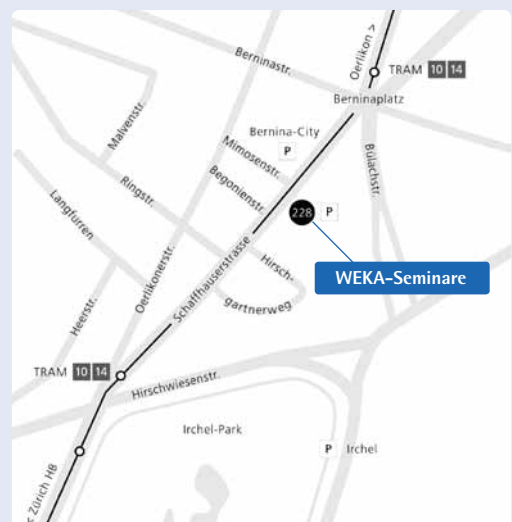 Oerlikon >
TRAM 10 14
Berninastr.
Berninaplatz
Bernina-City
P
Malvenstr.
Mimosenstr.
Bülachstr.
Begonienstr.
Ringstr.
228 P
Langfurren
WEKA-Seminare
Schaffhauserstrasse
Hirsch-
gartnerweg
Oerlikonerstr.
Heerstr.
TRAM 10 14
Hirschwiesenstr.
Irchel-Park
P Irchel
< Zürich HB